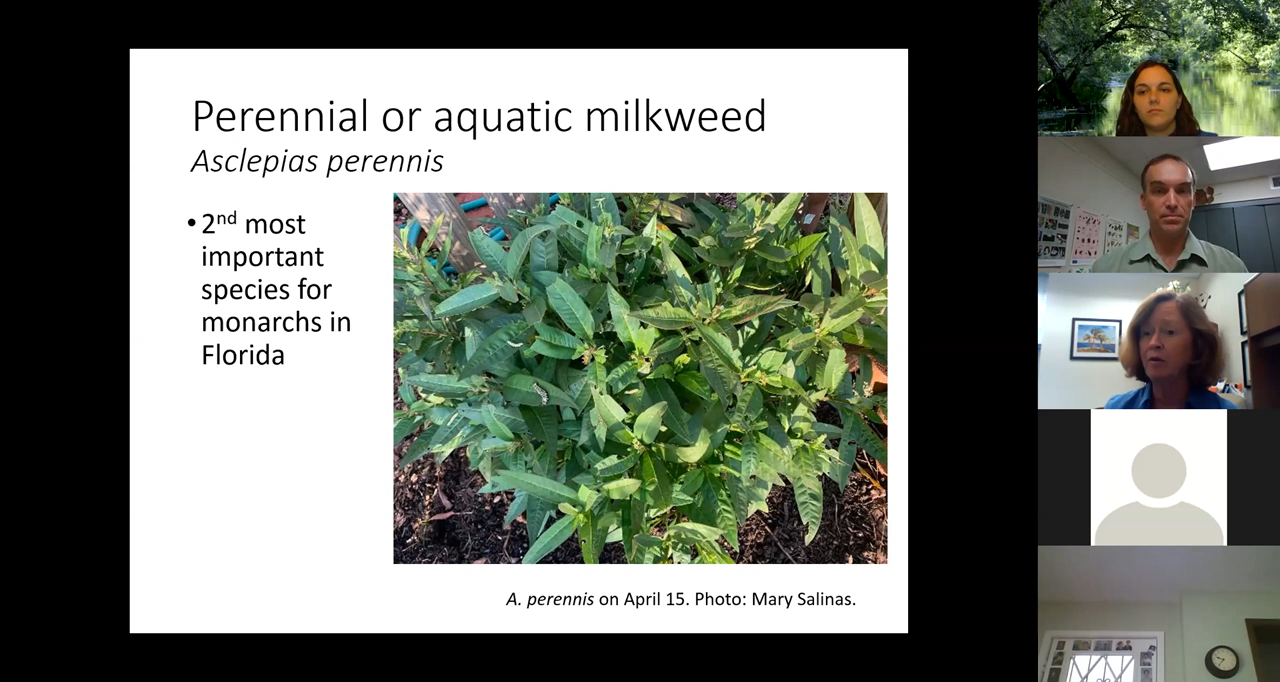 Perennial or aquatic milkweed
Asclepias perennis
• 2nd most
important
species for
monarchs in
Florida
A. perennis on April 15. Photo: Mary Salinas.